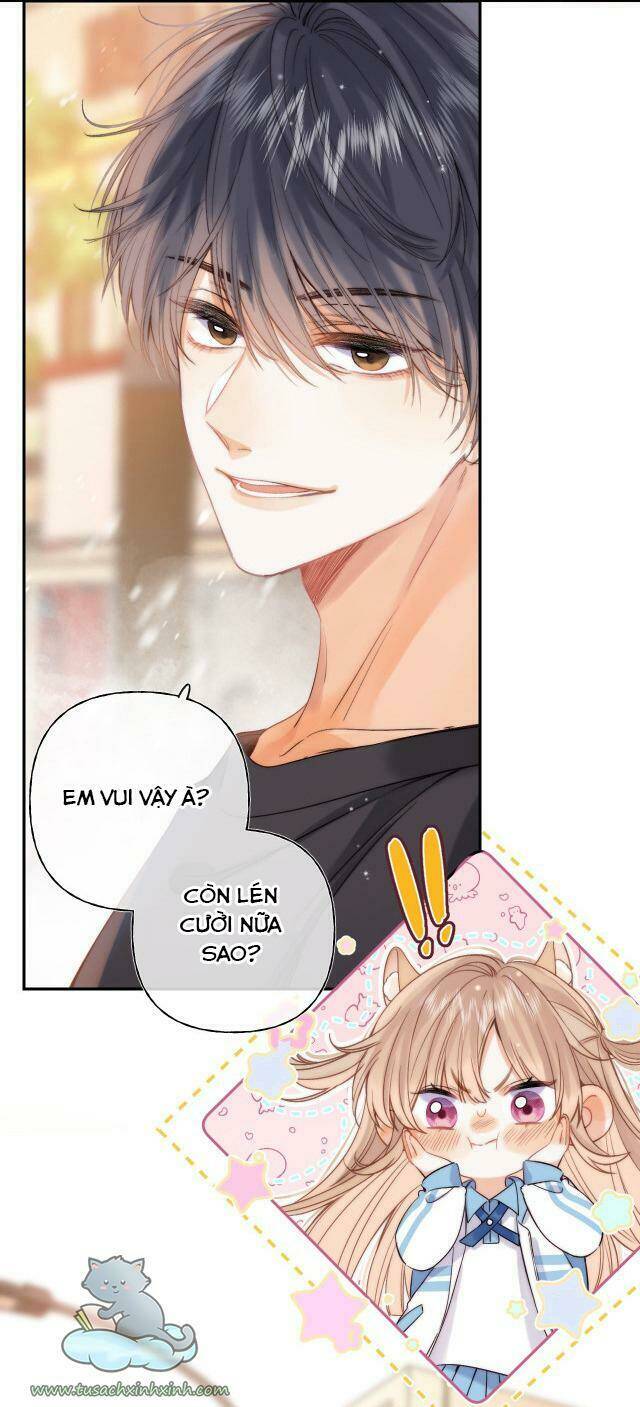 EM VUI VẬY À?
CÒN LÉN
CƯỜI NỮA
SAO?
!!
www.tusachxinhxinh.com